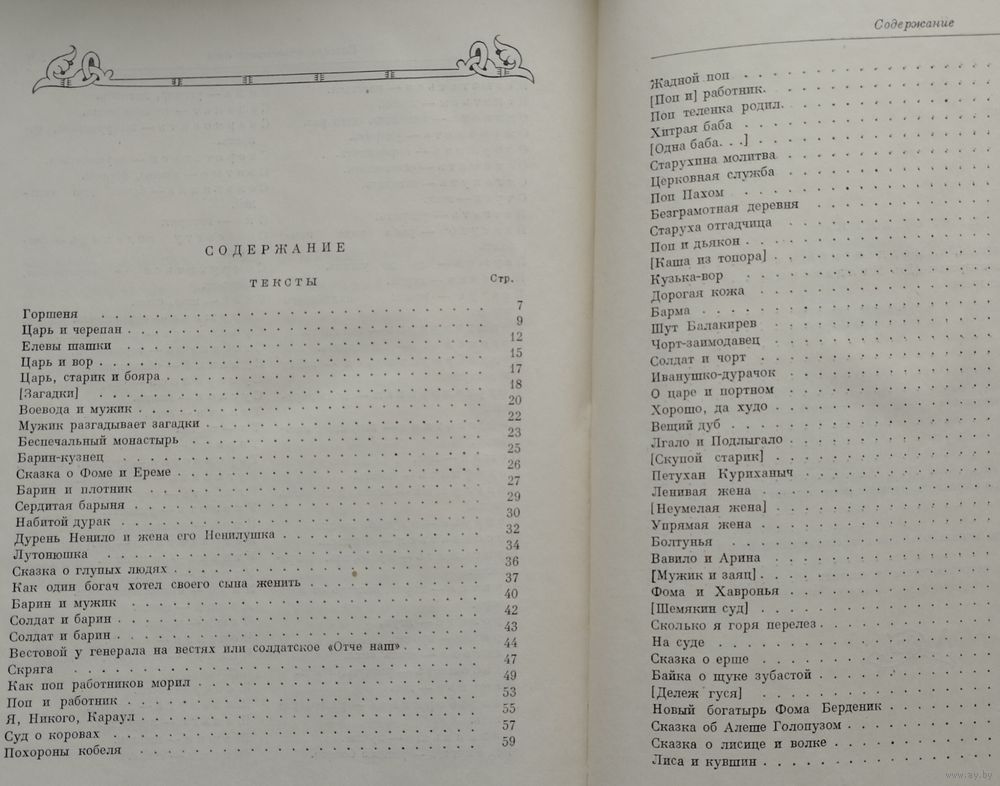 СОДЕРЖАНИЕ
ТЕКСТЫ
Стр.
Горшеня 7
Царь и черепан 9
Елевы шашки 12
Царь и вор 15
Царь, старик и бояра 17
[Загадки] 18
Воевода и мужик 20
Мужик разгадывает загадки 22
Беспечальный монастырь 23
Барин-кузнец 25
Сказка о Фоме и Ереме 26
Барин и плотник 27
Сердитая барыня 29
Набитой дурак 30
Дурень Ненило и жена его Ненилушка 32
Лутонюшка 34
Сказка о глупых людях 36
Как один богач хотел своего сына женить 37
Барин и мужик 40
Солдат и барин 42
Солдат и барин 43
Вестовой у генерала на вестях или солдатское «Отче наш» 44
Скряга 47
Как поп работников морил 49
Поп и работник 53
Я, Никого, Караул 55
Суд о коровах 57
Похороны кобеля 59
Содержание
Жадной поп
[Поп и] работник
Поп теленка родил
Хитрая баба
[Одна баба. . .]
Старухина молитва
Церковная служба
Поп Пахом
Безграмотная деревня
Старуха отгадчица
Поп и дьякон
[Каша из топора]
Кузька-вор
Дорогая кожа
Барма
Шут Балакирев
Чорт-заимодавец
Солдат и чорт
Иванушко-дурачок
О царе и портном
Хорошо, да худо
Вещий дуб
Лгало и Подлыгало
[Скупой старик]
Петухан Куриханыч
Ленивая жена
[Неумелая жена]
Упрямая жена
Болтунья
Вавило и Арина
[Мужик и заяц]
Фома и Хавронья
[Шемякин суд]
Сколько я горя перелез
На суде
Сказка о ерше
Байка о щуке зубастой
[Дележ гуся]
Новый богатырь Фома Берденик
Сказка об Алеше Голопузом
Сказка о лисице и волке
Лиса и кувшин
www.ay.by